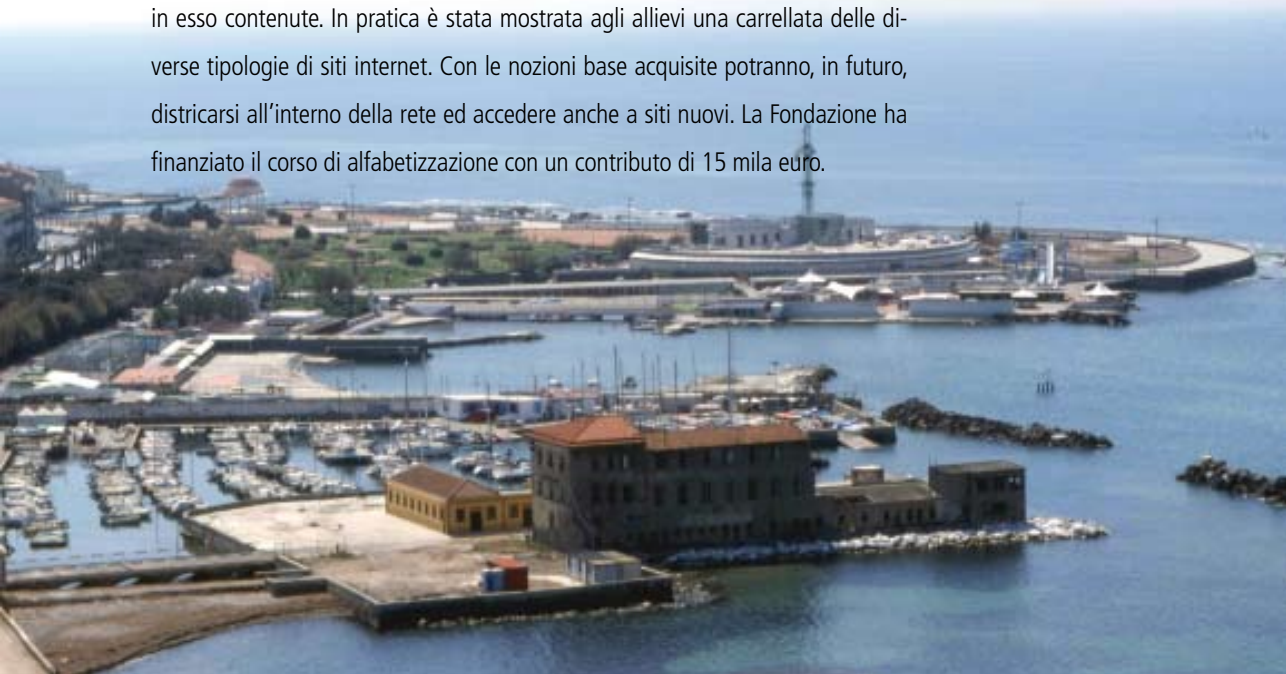 in esso contenute. In pratica è stata mostrata agli allievi una carrellata delle di-
verse tipologie di siti internet. Con le nozioni base acquisite potranno, in futuro,
districarsi all'interno della rete ed accedere anche a siti nuovi. La Fondazione ha
finanziato il corso di alfabetizzazione con un contributo di 15 mila euro.